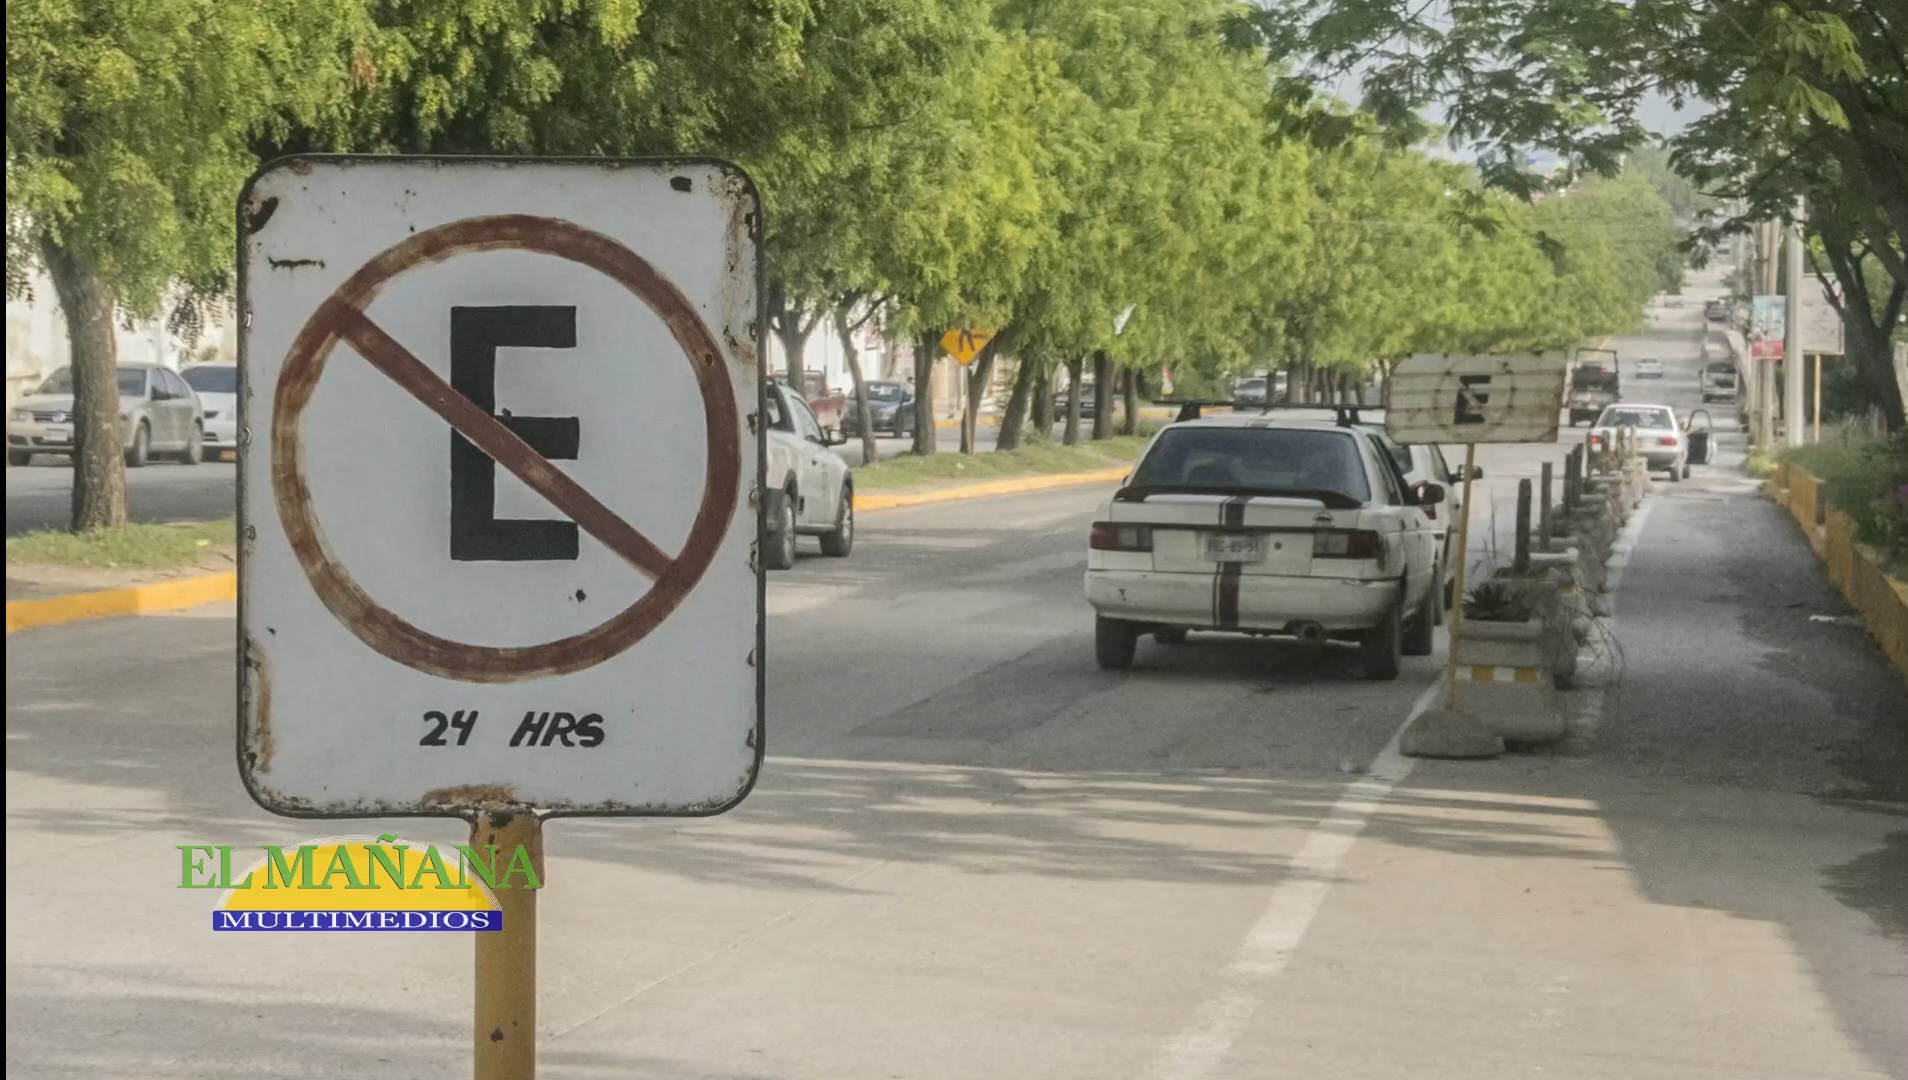 E
24 HRS
E
EL MAÑANA
MULTIMEDIOS